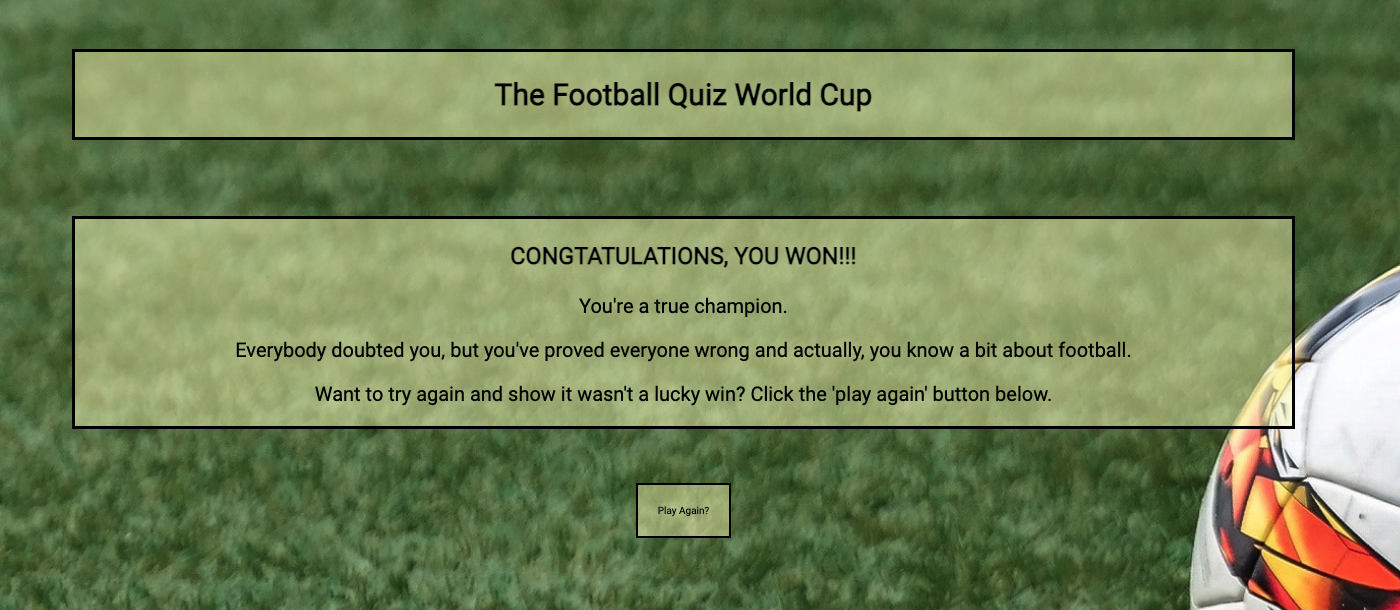 The Football Quiz World Cup
CONGTATULATIONS, YOU WON!!!
You're a true champion.
Everybody doubted you, but you've proved everyone wrong and actually, you know a bit about football.
Want to try again and show it wasn't a lucky win? Click the 'play again' button below.
Play Again?